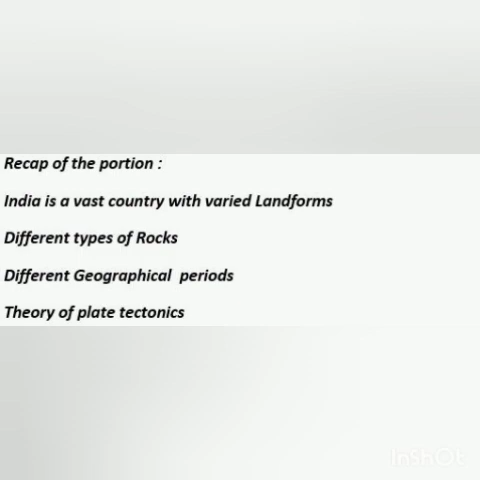 Recap of the portion :
India is a vast country with varied Landforms
Different types of Rocks
Different Geographical periods
Theory of plate tectonics
InShOt